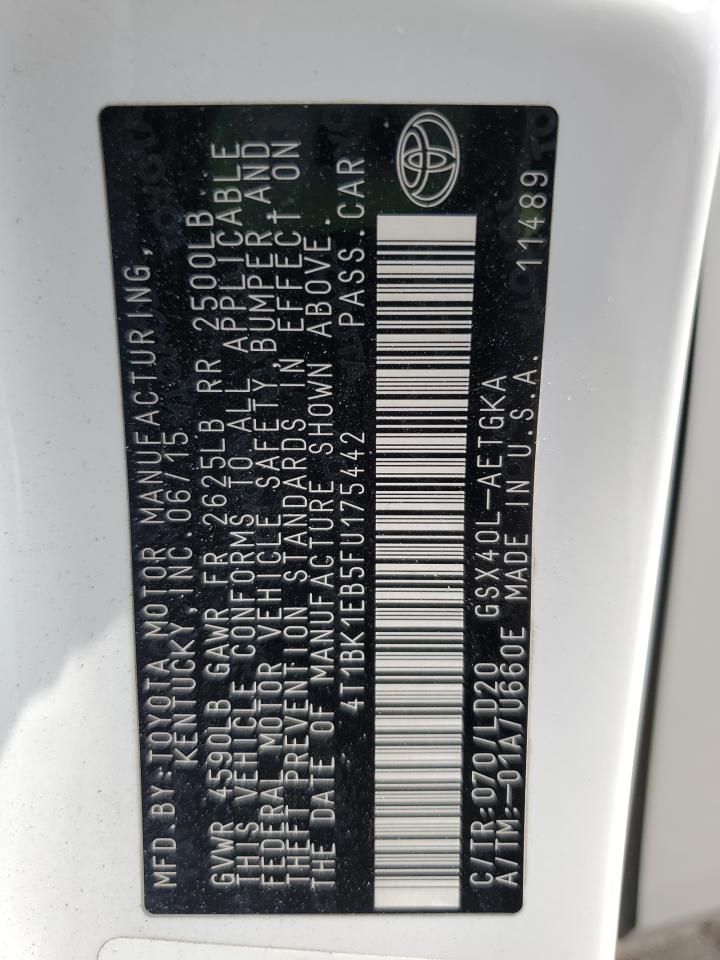 MFD.BY:TOYOTA MOTOR MANUFACTURING,
KENTUCKY,INC.06/15
GVWR 4590LB GAWR FR 2625LB RR 2500LB
THIS VEHICLE CONFORMS TO ALL APPLICABLE
FEDERAL MOTOR VEHICLE SAFETY,BUMPER AND
THEFT PREVENTION STANDARDS IN EFFECT ON
THE DATE OF MANUFACTURE SHOWN ABOVE.
4T1BK1EB5FU175442 PASS.CAR
C/TR:070/LD20 GSX40L-AETGKA
A/TM:-01A/U660E MADE IN U.S.A. 11489